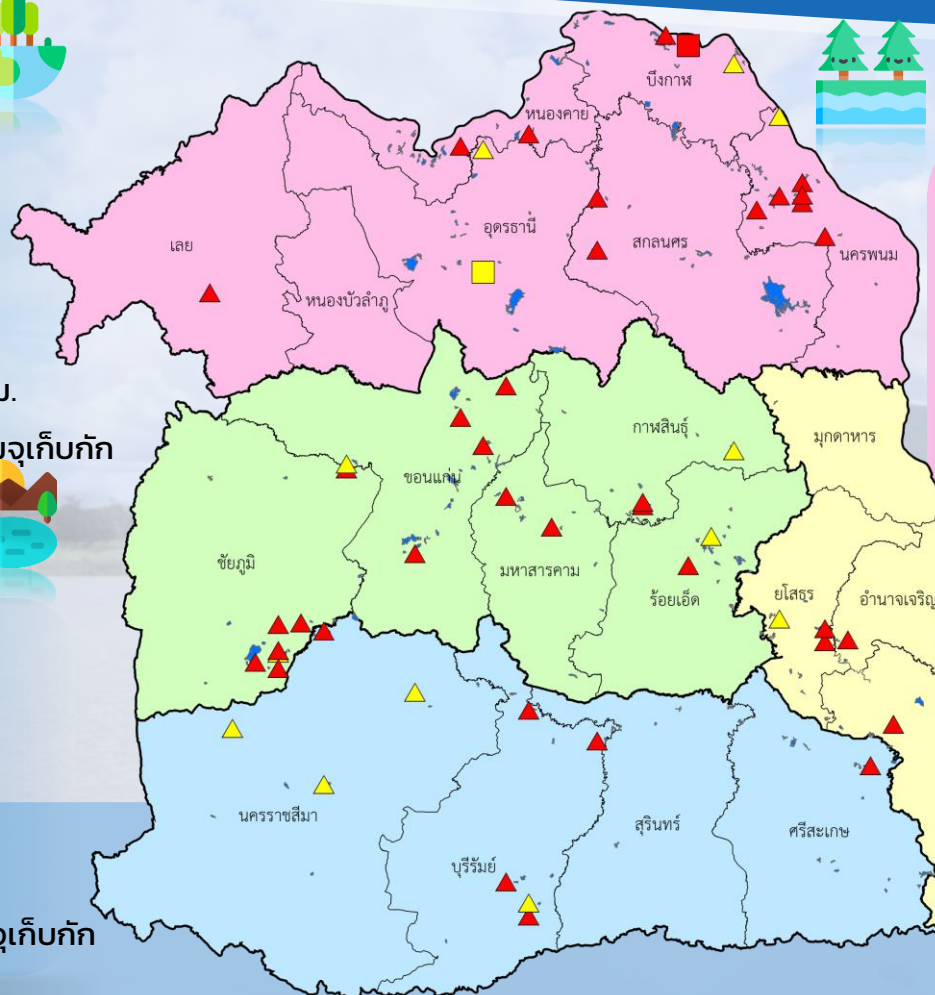 บึงกาฬ
หนองคาย
อุดรธานี
เลย
สกลนคร
นครพนม
หนองบัวลำภู
ม.
กาฬสินธุ์
มุกดาหาร
จุเก็บกัก
ขอนแก่น
ชัยภูมิ
มหาสารคาม
ร้อยเอ็ด
ยโสธร
อำนาจเจริญ
นครราชสีมา
สุรินทร์
ศรีสะเกษ
บุรีรัมย์
จุเก็บกัก